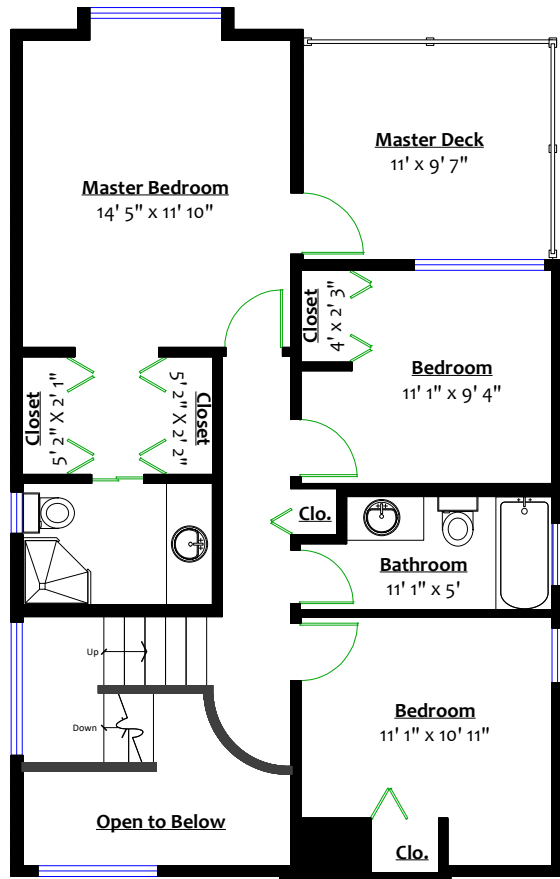 Master Deck
11' x 9' 7"
Master Bedroom
14' 5" x 11' 10"
Closet
4' x 2' 3"
Bedroom
11' 1" x 9' 4"
Closet
5' 2" X 2' 1"
Closet
5' 2" X 2' 2"
Clo.
Bathroom
11' 1" x 5'
Up
Down
Bedroom
11' 1" x 10' 11"
Open to Below
Clo.